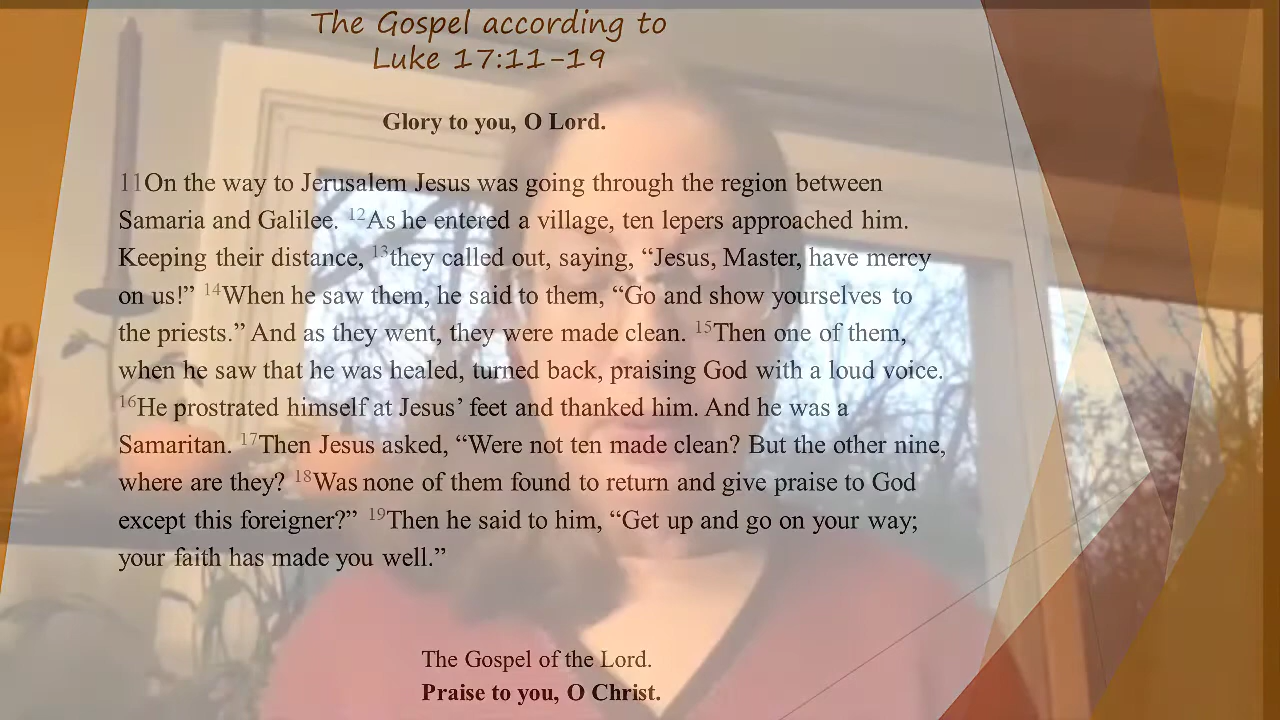 The Gospel according to
Luke 17:11-19
Glory to you, O Lord.
11On the way to Jerusalem Jesus was going through the region between
Samaria and Galilee. 12As he entered a village, ten lepers approached him.
Keeping their distance, 13they called out, saying, “Jesus, Master, have mercy
on us!” 14When he saw them, he said to them, “Go and show yourselves to
the priests.” And as they went, they were made clean. 15Then one of them,
when he saw that he was healed, turned back, praising God with a loud voice.
16He prostrated himself at Jesus’ feet and thanked him. And he was a
Samaritan. 17Then Jesus asked, “Were not ten made clean? But the other nine,
where are they? 18Was none of them found to return and give praise to God
except this foreigner?” 19Then he said to him, “Get up and go on your way;
your faith has made you well.”
The Gospel of the Lord.
Praise to you, O Christ.